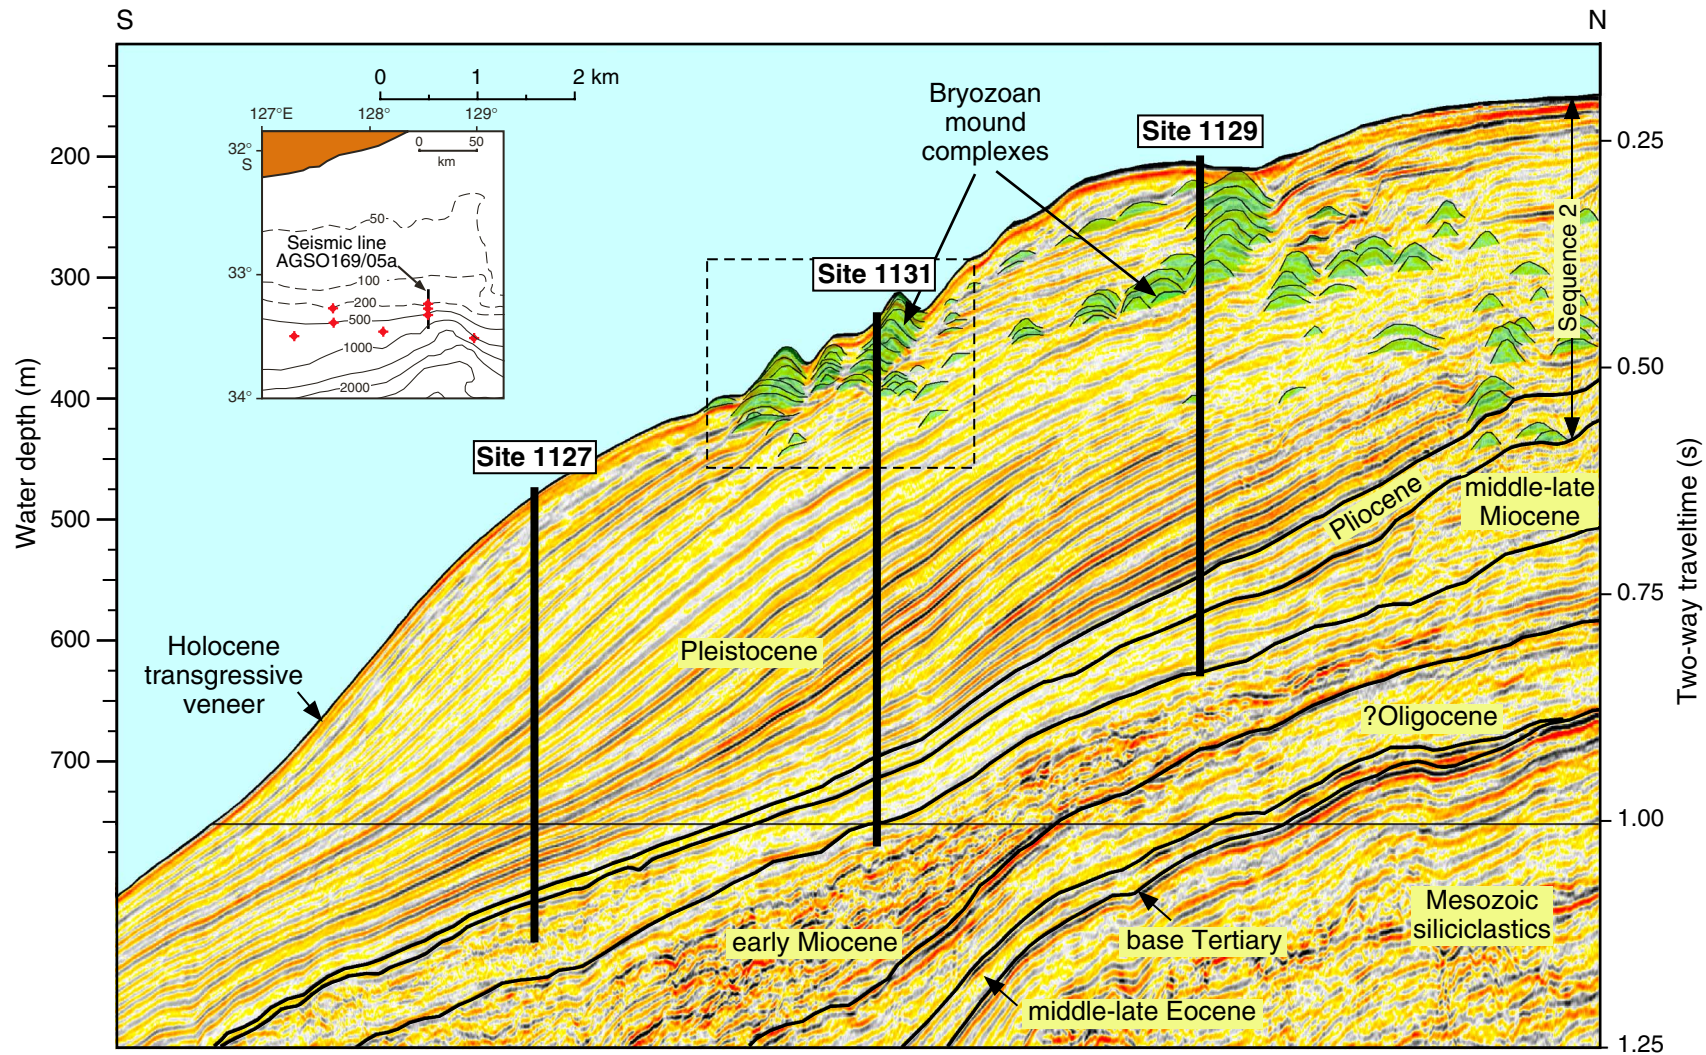 S
N
0 1 2 km
127°E 128° 129°
32°
S
33°
34°
0 50
km
50
Seismic line
AGSO169/05a
100
200
500
1000
2000
Bryozoan
mound
complexes
Site 1129
Site 1131
Site 1127
Sequence 2
Holocene
transgressive
veneer
Pleistocene
Pliocene
middle-late
Miocene
?Oligocene
early Miocene
base Tertiary
middle-late Eocene
Mesozoic
siliciclastics
Water depth (m)
200
300
400
500
600
700
Two-way traveltime (s)
0.25
0.50
0.75
1.00
1.25